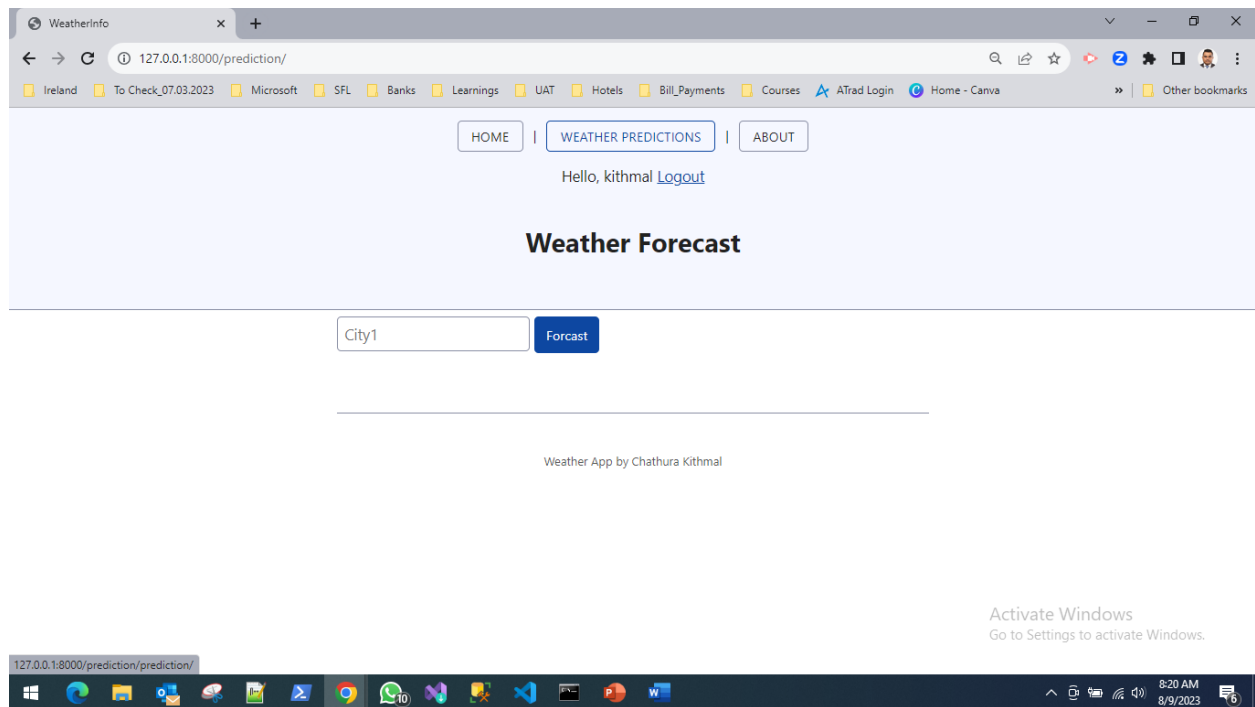 WeatherInfo
127.0.0.1:8000/prediction/
Ireland To Check_07.03.2023 Microsoft SFL Banks Learnings UAT Hotels Bill_Payments Courses ATrad Login Home - Canva » Other bookmarks
HOME | WEATHER PREDICTIONS | ABOUT
Hello, kithmal Logout
Weather Forecast
City1 Forcast
Weather App by Chathura Kithmal
Activate Windows
Go to Settings to activate Windows.
127.0.0.1:8000/prediction/prediction/
10
8:20 AM
8/9/2023
6